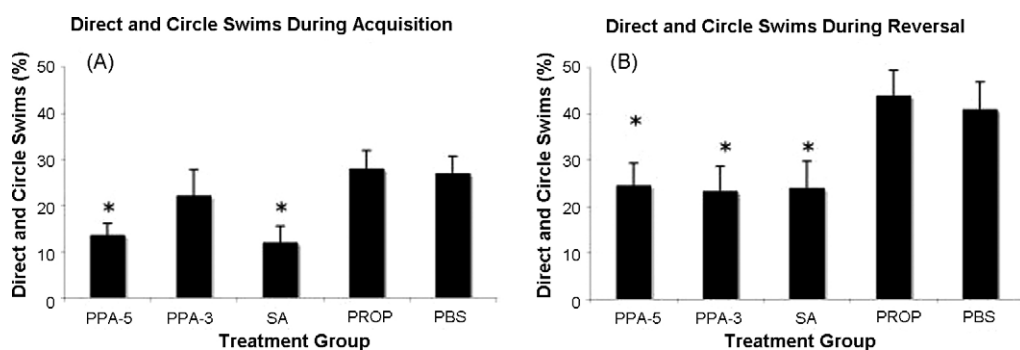 Direct and Circle Swims During Acquisition
(A)
Direct and Circle Swims (%)
50
40
30
20
10
0
*
*
PPA-5 PPA-3 SA PROP PBS
Treatment Group
Direct and Circle Swims During Reversal
(B)
Direct and Circle Swims (%)
50
40
30
20
10
0
*
*
*
PPA-5 PPA-3 SA PROP PBS
Treatment Group